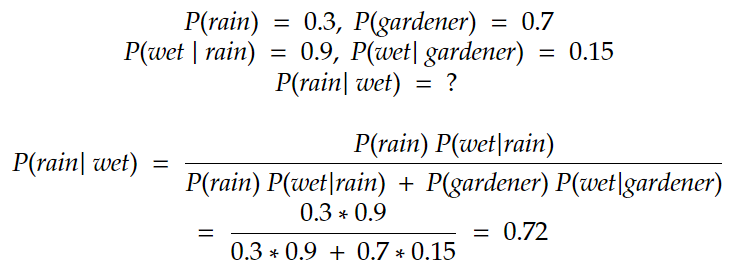 P(rain) = 0.3, P(gardener) = 0.7
P(wet | rain) = 0.9, P(wet| gardener) = 0.15
P(rain| wet) = ?
P(rain| wet) = P(rain) P(wet|rain) / P(rain) P(wet|rain) + P(gardener) P(wet|gardener)
= 0.3 * 0.9 / 0.3 * 0.9 + 0.7 * 0.15 = 0.72